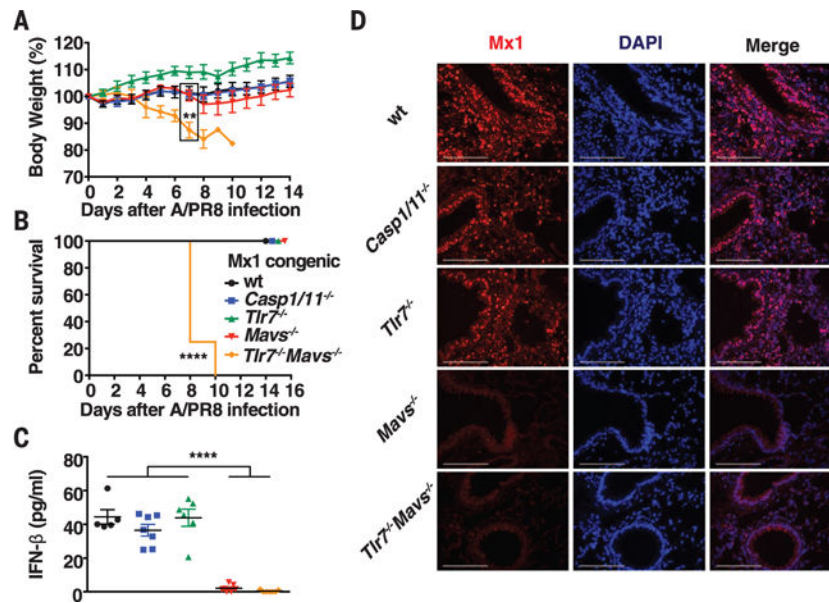 A
Body Weight (%)
120
110
100
90
80
70
**
0 2 4 6 8 10 12 14
Days after A/PR8 infection
B
Percent survival
100
80
60
40
20
0
Mx1 congenic
wt
Casp1/11-/-
Tlr7-/-
Mavs-/-
Tlr7-/-Mavs-/-
****
0 2 4 6 8 10 12 14 16
Days after A/PR8 infection
C
IFN-β (pg/ml)
80
60
40
20
0
****
D
Mx1 DAPI Merge
wt
Casp1/11-/-
Tlr7-/-
Mavs-/-
Tlr7-/-Mavs-/-